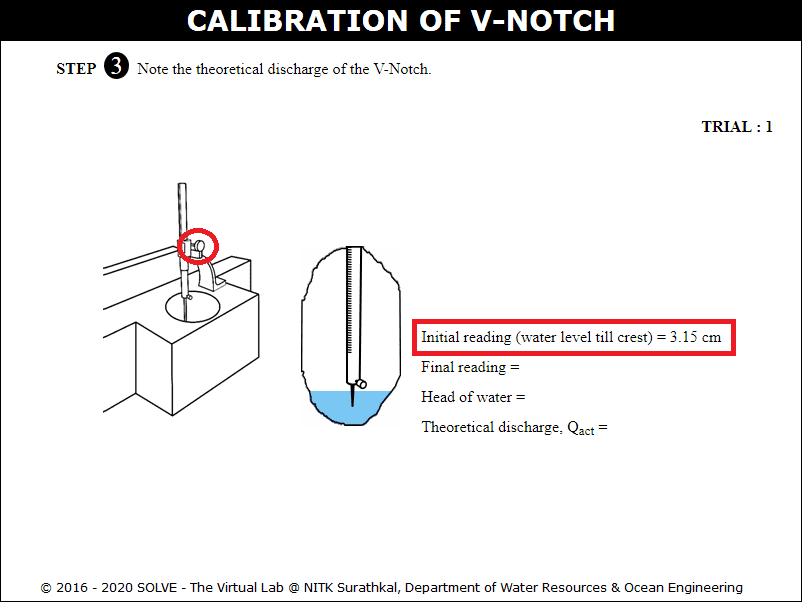 CALIBRATION OF V-NOTCH
STEP 3 Note the theoretical discharge of the V-Notch.
TRIAL : 1
Initial reading (water level till crest) = 3.15 cm
Final reading =
Head of water =
Theoretical discharge, Qact =
© 2016 - 2020 SOLVE - The Virtual Lab @ NITK Surathkal, Department of Water Resources & Ocean Engineering